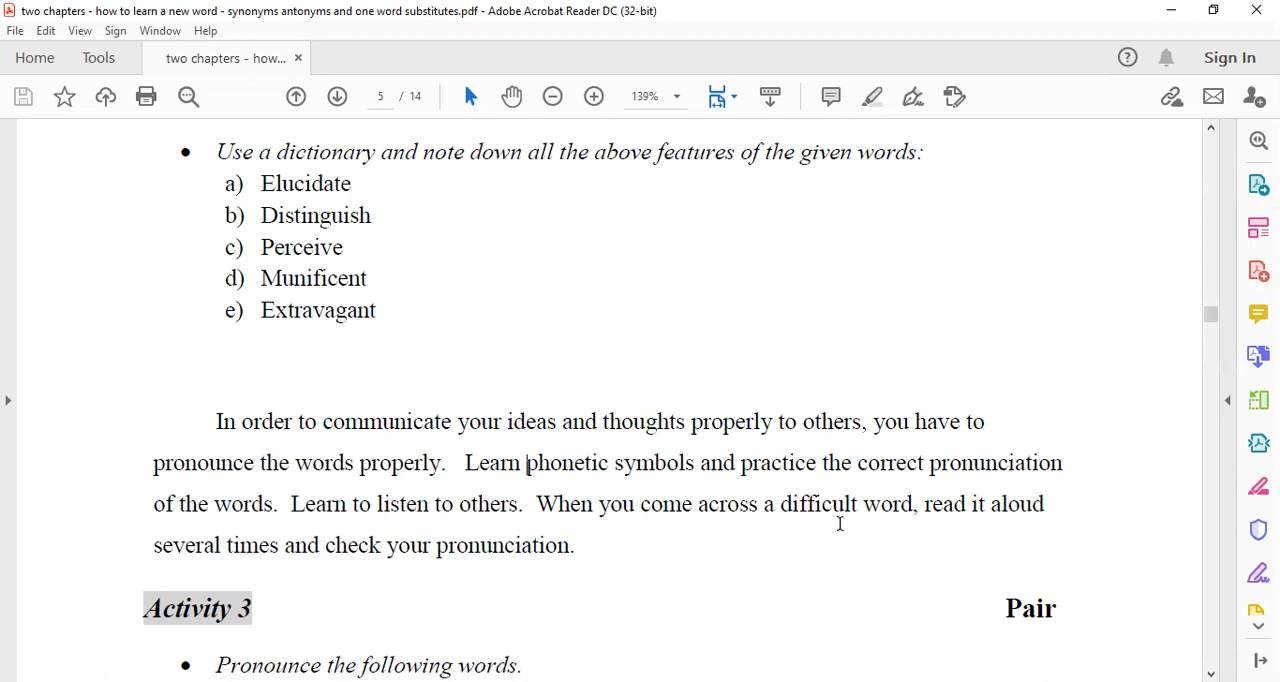 two chapters - how to learn a new word - synonyms antonyms and one word substitutes.pdf - Adobe Acrobat Reader DC (32-bit)
File Edit View Sign Window Help
Home Tools two chapters - how... × Sign In
5 / 14 139%
• Use a dictionary and note down all the above features of the given words:
a) Elucidate
b) Distinguish
c) Perceive
d) Munificent
e) Extravagant
In order to communicate your ideas and thoughts properly to others, you have to
pronounce the words properly. Learn phonetic symbols and practice the correct pronunciation
of the words. Learn to listen to others. When you come across a difficult word, read it aloud
several times and check your pronunciation.
Activity 3 Pair
• Pronounce the following words.